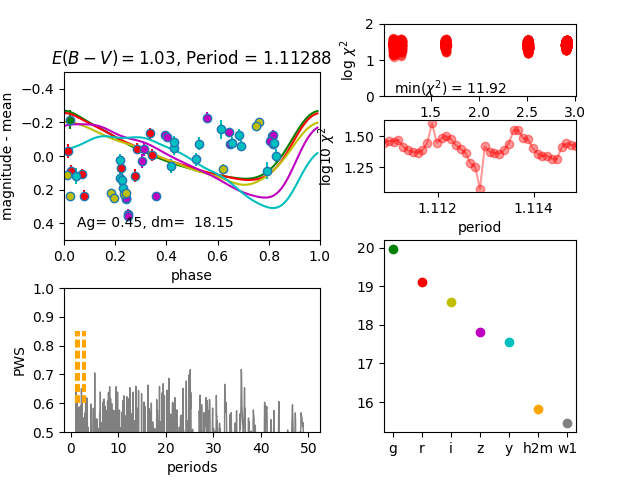 E(B − V) = 1.03, Period = 1.11288
magnitude - mean
−0.4
−0.2
0.0
0.2
0.4
Ag= 0.45, dm=  18.15
0.0 0.2 0.4 0.6 0.8 1.0
phase
log χ²
2
1
0
min(χ²) = 11.92
1.5 2.0 2.5 3.0
log10 χ²
1.50
1.25
1.112 1.114
period
PWS
1.0
0.9
0.8
0.7
0.6
0.5
0 10 20 30 40 50
periods
20
19
18
17
16
g r i z y h2m w1